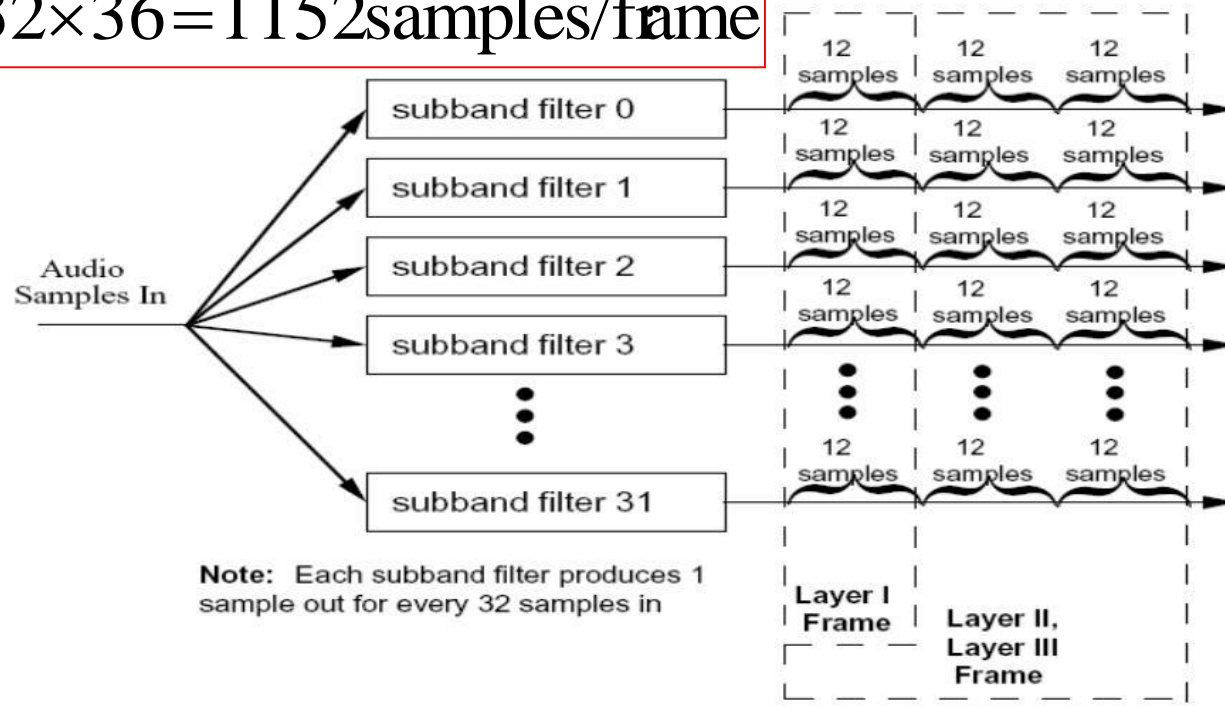 32×36=1152samples/frame
12 samples 12 samples 12 samples
subband filter 0
12 samples 12 samples 12 samples
subband filter 1
12 samples 12 samples 12 samples
subband filter 2
Audio
Samples In
12 samples 12 samples 12 samples
subband filter 3
12 samples 12 samples 12 samples
subband filter 31
Note: Each subband filter produces 1
sample out for every 32 samples in
Layer I
Frame
Layer II,
Layer III
Frame